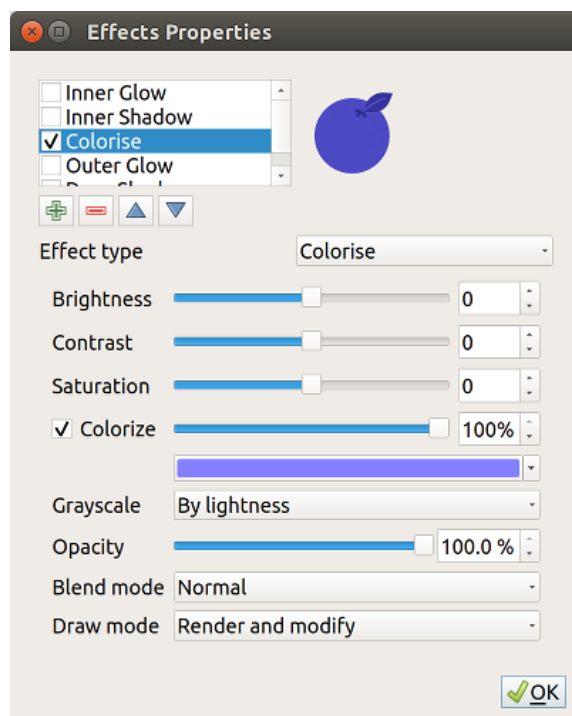 Effects Properties
Inner Glow
Inner Shadow
Colorise
Outer Glow
Effect type Colorise
Brightness 0
Contrast 0
Saturation 0
Colorize 100%
Grayscale By lightness
Opacity 100.0 %
Blend mode Normal
Draw mode Render and modify
OK